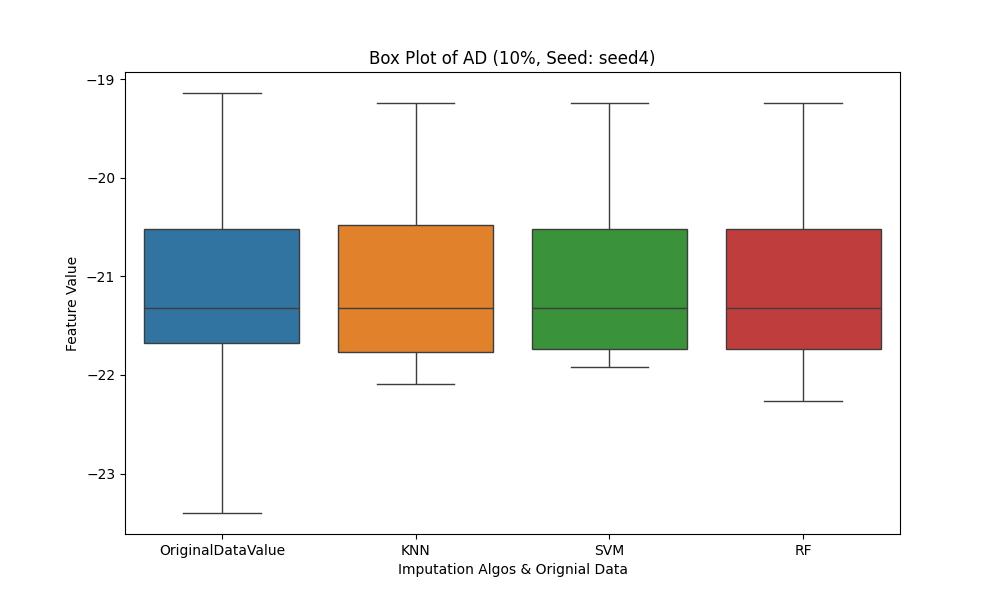 Box Plot of AD (10%, Seed: seed4)
−19
−20
−21
−22
−23
Feature Value
OriginalDataValue KNN SVM RF
Imputation Algos & Orignial Data